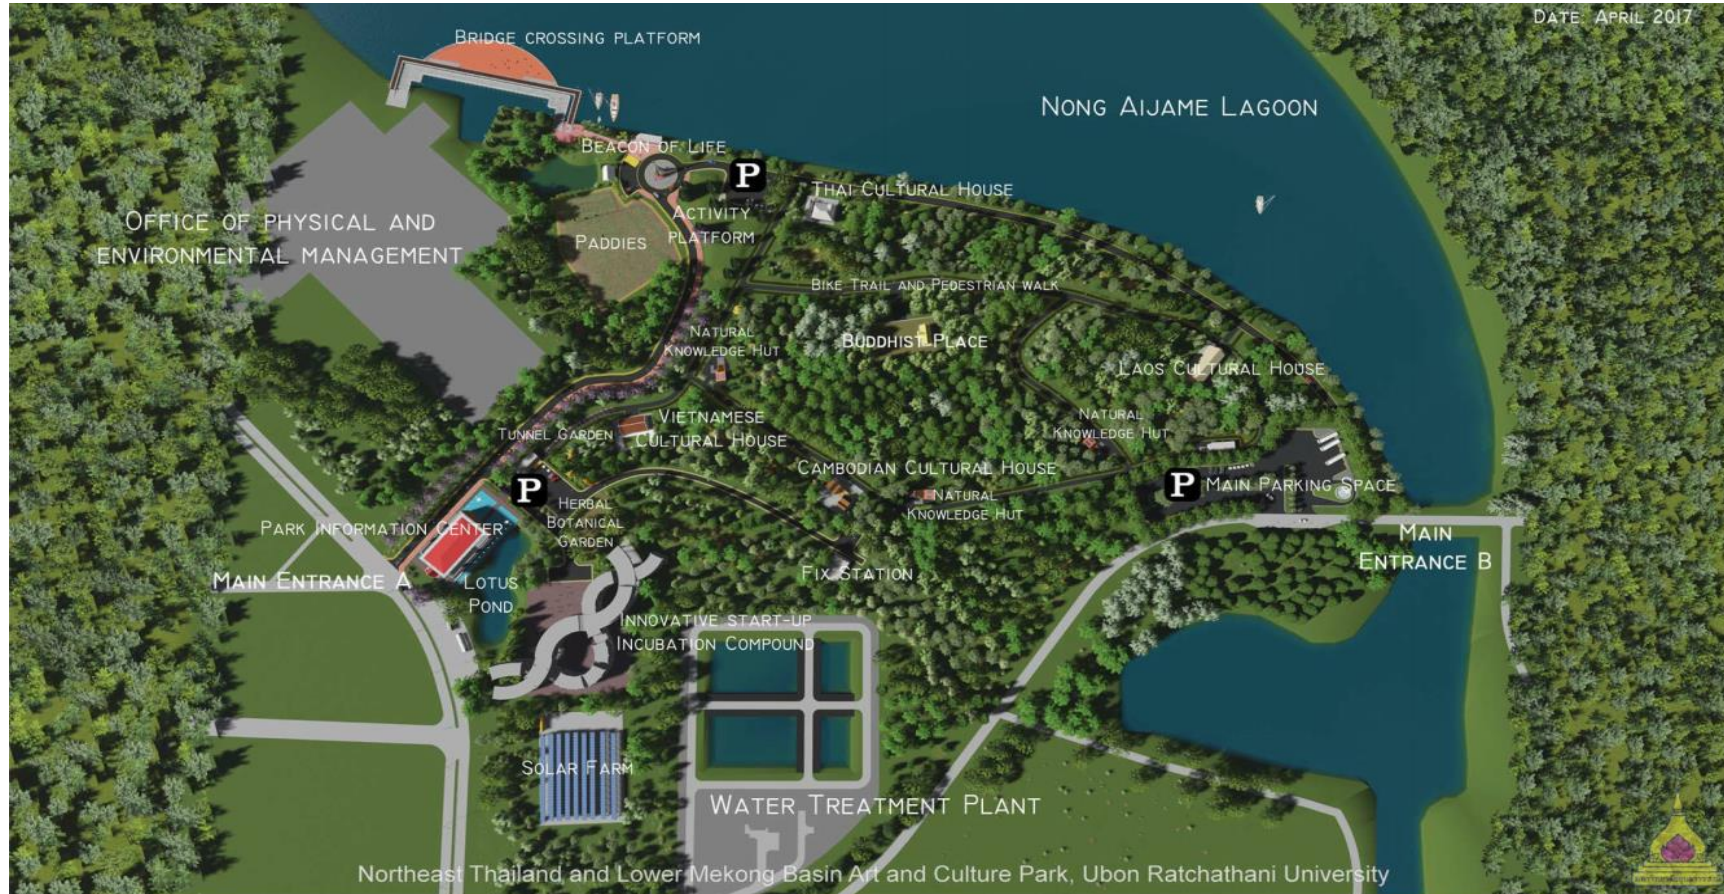 DATE: APRIL 2017
BRIDGE CROSSING PLATFORM
NONG AIJAME LAGOON
BEACON OF LIFE
P
THAI CULTURAL HOUSE
ACTIVITY
PLATFORM
OFFICE OF PHYSICAL AND
ENVIRONMENTAL MANAGEMENT
PADDIES
BIKE TRAIL AND PEDESTRIAN WALK
NATURAL
KNOWLEDGE HUT
BUDDHIST PLACE
LAOS CULTURAL HOUSE
VIETNAMESE
CULTURAL HOUSE
TUNNEL GARDEN
NATURAL
KNOWLEDGE HUT
CAMBODIAN CULTURAL HOUSE
P
P
MAIN PARKING SPACE
HERBAL
BOTANICAL
GARDEN
NATURAL
KNOWLEDGE HUT
PARK INFORMATION CENTER
MAIN
ENTRANCE B
MAIN ENTRANCE A
LOTUS
POND
FIX STATION
INNOVATIVE START-UP
INCUBATION COMPOUND
SOLAR FARM
WATER TREATMENT PLANT
Northeast Thailand and Lower Mekong Basin Art and Culture Park, Ubon Ratchathani University